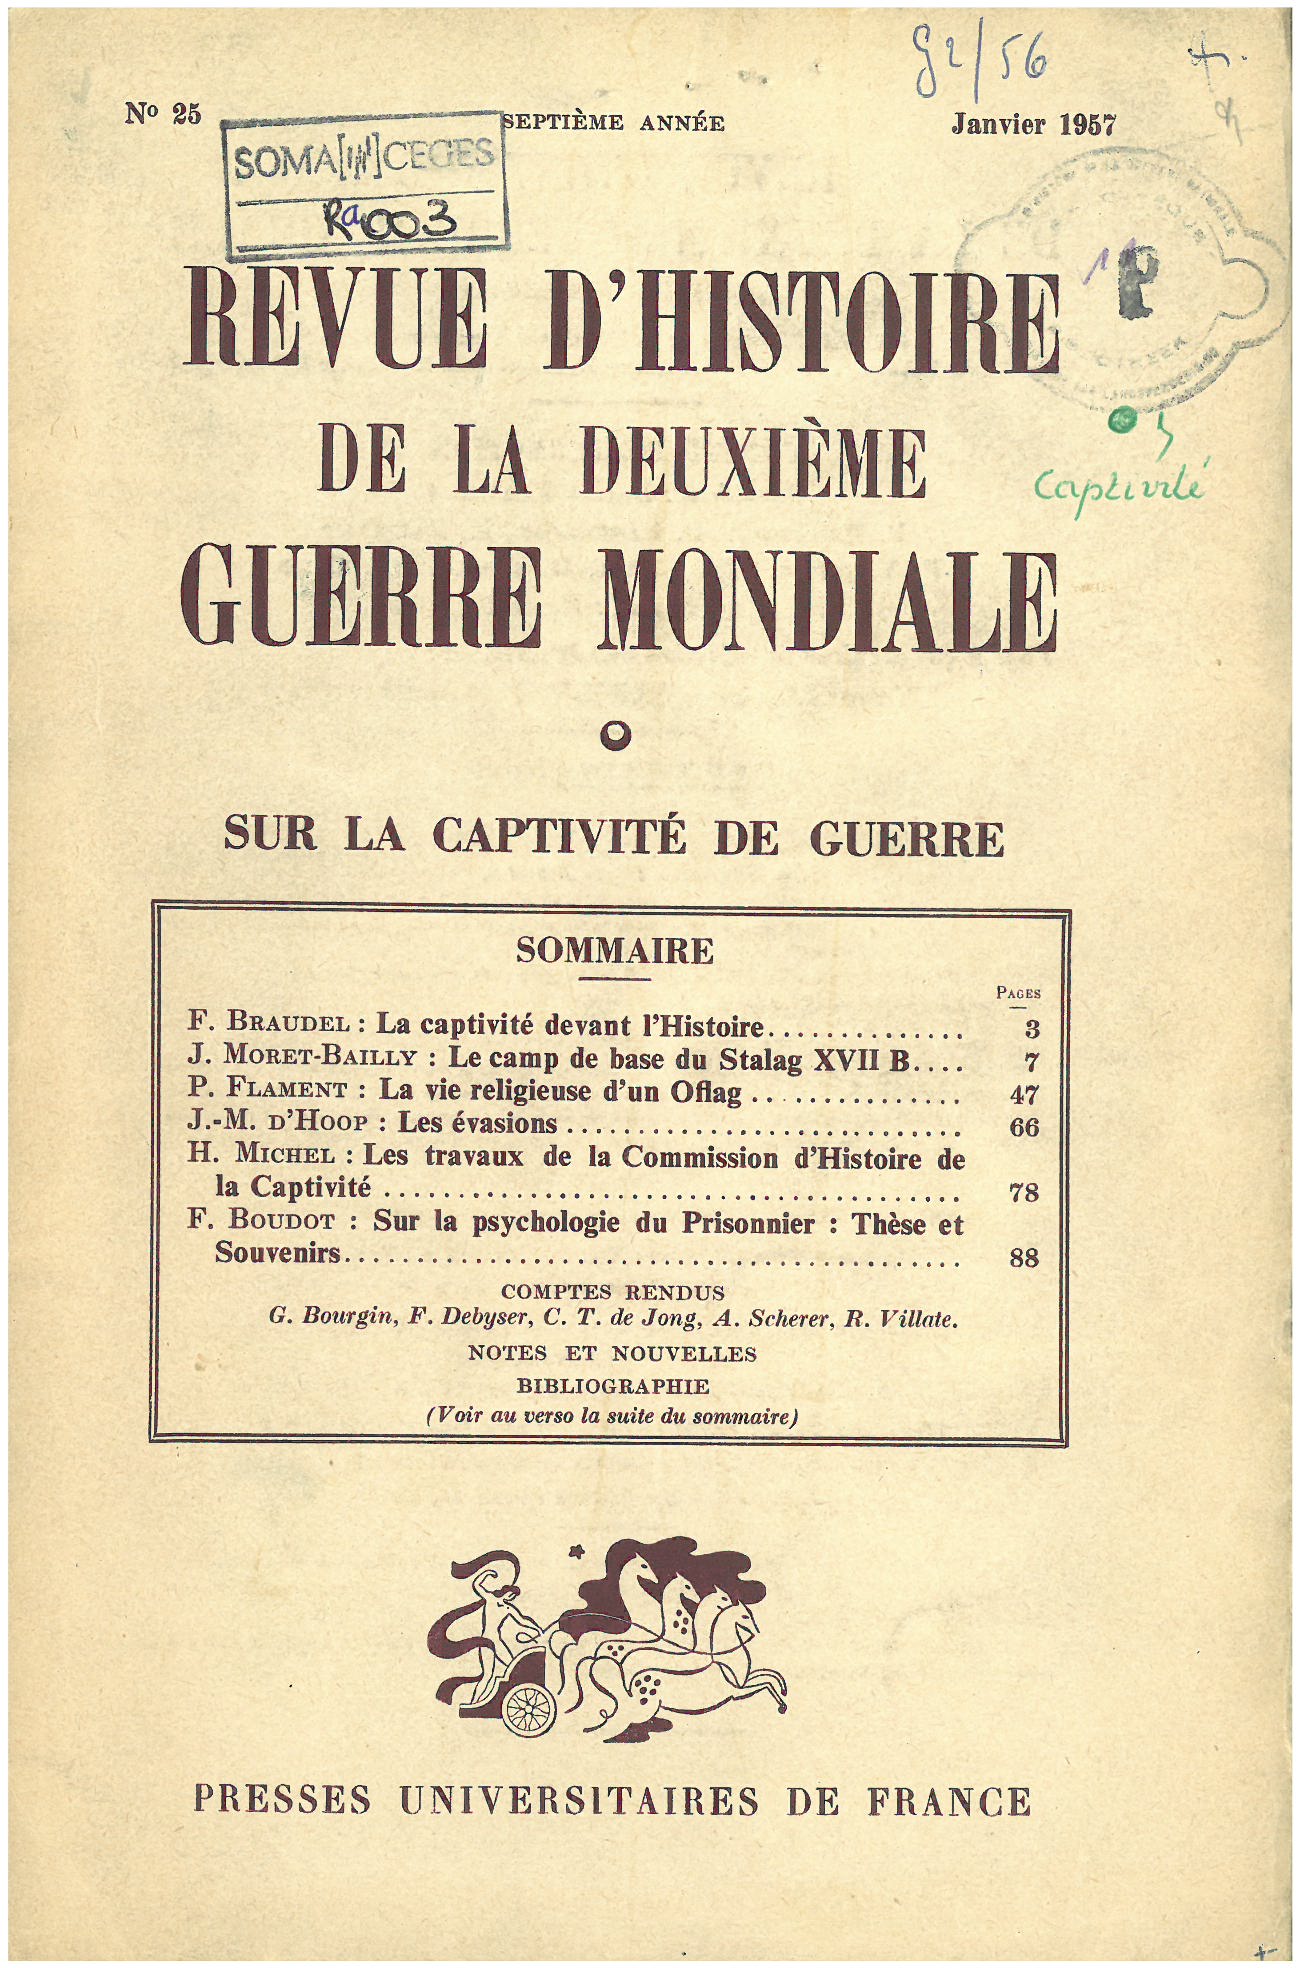 G2/56
Nº 25
SEPTIÈME ANNÉE
Janvier 1957
SOMA[]CEGES
Ra 003
P
REVUE D'HISTOIRE
DE LA DEUXIÈME
GUERRE MONDIALE
Captivité
SUR LA CAPTIVITÉ DE GUERRE
SOMMAIRE
PAGES
F. BRAUDEL : La captivité devant l'Histoire............... 3
J. MORET-BAILLY : Le camp de base du Stalag XVII B.... 7
P. FLAMENT : La vie religieuse d'un Oflag ............... 47
J.-M. D'HOOP : Les évasions ............................ 66
H. MICHEL : Les travaux de la Commission d'Histoire de
la Captivité ........................................ 78
F. BOUDOT : Sur la psychologie du Prisonnier : Thèse et
Souvenirs........................................... 88
COMPTES RENDUS
G. Bourgin, F. Debyser, C. T. de Jong, A. Scherer, R. Villate.
NOTES ET NOUVELLES
BIBLIOGRAPHIE
(Voir au verso la suite du sommaire)
PRESSES UNIVERSITAIRES DE FRANCE